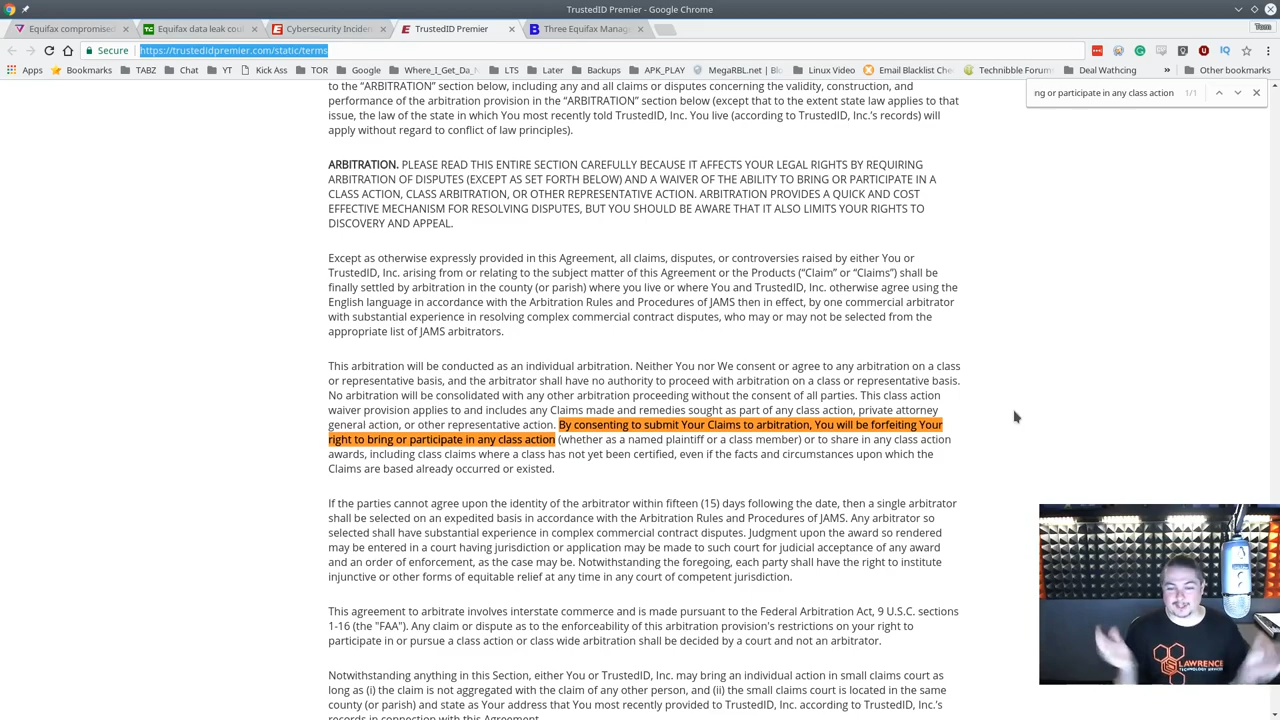 TrustedID Premier - Google Chrome
Equifax compromised
Equifax data leak coul
Cybersecurity Inciden
TrustedID Premier
Three Equifax Manag
Tom
Secure
https://trustedidpremier.com/static/terms
Apps
Bookmarks
TABZ
Chat
YT
Kick Ass
TOR
Google
Where_I_Get_Da_
LTS
Later
Backups
APK_PLAY
MegaRBL.net | Blo
Linux Video
Email Blacklist Che
Technibble Forum
Deal Wathcing
»
Other bookmarks
ng or participate in any class action 1/1
to the “ARBITRATION” section below, including any and all claims or disputes concerning the validity, construction, and
performance of the arbitration provision in the “ARBITRATION” section below (except that to the extent state law applies to that
issue, the law of the state in which You most recently told TrustedID, Inc. You live (according to TrustedID, Inc.’s records) will
apply without regard to conflict of law principles).
ARBITRATION. PLEASE READ THIS ENTIRE SECTION CAREFULLY BECAUSE IT AFFECTS YOUR LEGAL RIGHTS BY REQUIRING
ARBITRATION OF DISPUTES (EXCEPT AS SET FORTH BELOW) AND A WAIVER OF THE ABILITY TO BRING OR PARTICIPATE IN A
CLASS ACTION, CLASS ARBITRATION, OR OTHER REPRESENTATIVE ACTION. ARBITRATION PROVIDES A QUICK AND COST
EFFECTIVE MECHANISM FOR RESOLVING DISPUTES, BUT YOU SHOULD BE AWARE THAT IT ALSO LIMITS YOUR RIGHTS TO
DISCOVERY AND APPEAL.
Except as otherwise expressly provided in this Agreement, all claims, disputes, or controversies raised by either You or
TrustedID, Inc. arising from or relating to the subject matter of this Agreement or the Products (“Claim” or “Claims”) shall be
finally settled by arbitration in the county (or parish) where you live or where You and TrustedID, Inc. otherwise agree using the
English language in accordance with the Arbitration Rules and Procedures of JAMS then in effect, by one commercial arbitrator
with substantial experience in resolving complex commercial contract disputes, who may or may not be selected from the
appropriate list of JAMS arbitrators.
This arbitration will be conducted as an individual arbitration. Neither You nor We consent or agree to any arbitration on a class
or representative basis, and the arbitrator shall have no authority to proceed with arbitration on a class or representative basis.
No arbitration will be consolidated with any other arbitration proceeding without the consent of all parties. This class action
waiver provision applies to and includes any Claims made and remedies sought as part of any class action, private attorney
general action, or other representative action. By consenting to submit Your Claims to arbitration, You will be forfeiting Your
right to bring or participate in any class action (whether as a named plaintiff or a class member) or to share in any class action
awards, including class claims where a class has not yet been certified, even if the facts and circumstances upon which the
Claims are based already occurred or existed.
If the parties cannot agree upon the identity of the arbitrator within fifteen (15) days following the date, then a single arbitrator
shall be selected on an expedited basis in accordance with the Arbitration Rules and Procedures of JAMS. Any arbitrator so
selected shall have substantial experience in complex commercial contract disputes. Judgment upon the award so rendered
may be entered in a court having jurisdiction or application may be made to such court for judicial acceptance of any award
and an order of enforcement, as the case may be. Notwithstanding the foregoing, each party shall have the right to institute
injunctive or other forms of equitable relief at any time in any court of competent jurisdiction.
This agreement to arbitrate involves interstate commerce and is made pursuant to the Federal Arbitration Act, 9 U.S.C. sections
1-16 (the "FAA"). Any claim or dispute as to the enforceability of this arbitration provision's restrictions on your right to
participate in or pursue a class action or class wide arbitration shall be decided by a court and not an arbitrator.
Notwithstanding anything in this Section, either You or TrustedID, Inc. may bring an individual action in small claims court as
long as (i) the claim is not aggregated with the claim of any other person, and (ii) the small claims court is located in the same
county (or parish) and state as Your address that You most recently provided to TrustedID, Inc. according to TrustedID, Inc.'s
records in connection with this Agreement.
LAWRENCE
TECHNOLOGY SERVICES